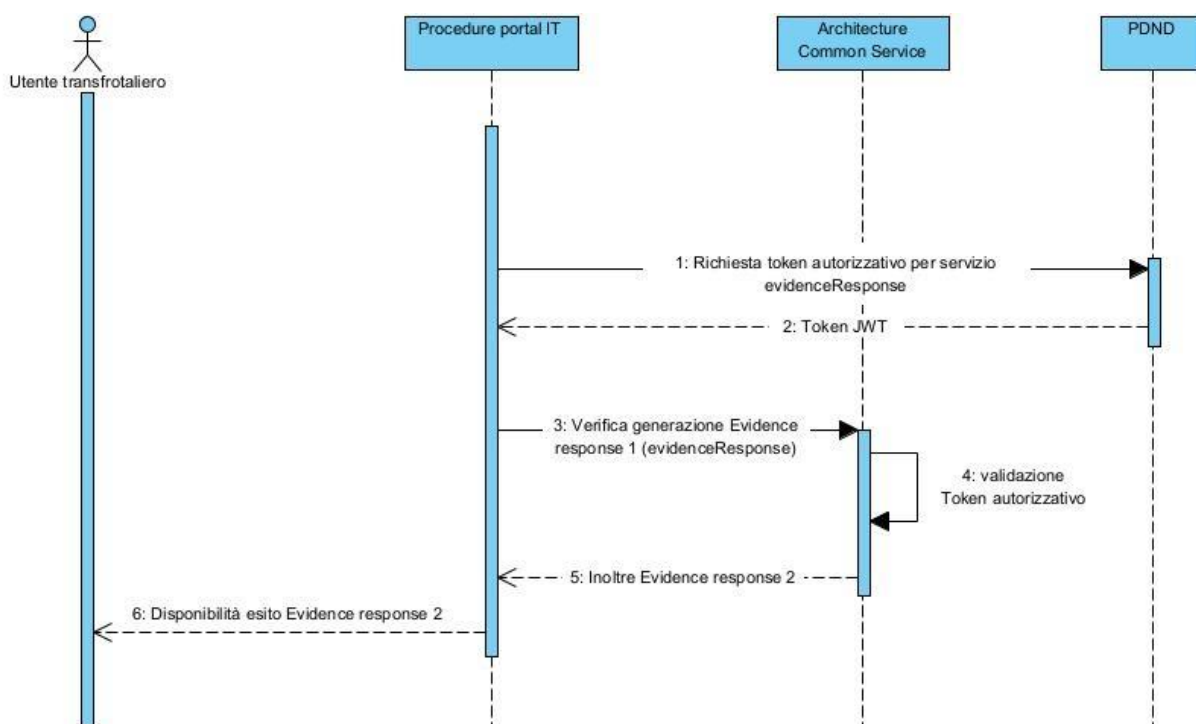 Procedure portal IT
Architecture
Common Service
PDND
Utente transfrotaliero
1: Richiesta token autorizzativo per servizio
evidenceResponse
2: Token JWT
3: Verifica generazione Evidence
response 1 (evidenceResponse)
4: validazione
Token autorizzativo
5: Inoltre Evidence response 2
6: Disponibilità esito Evidence response 2